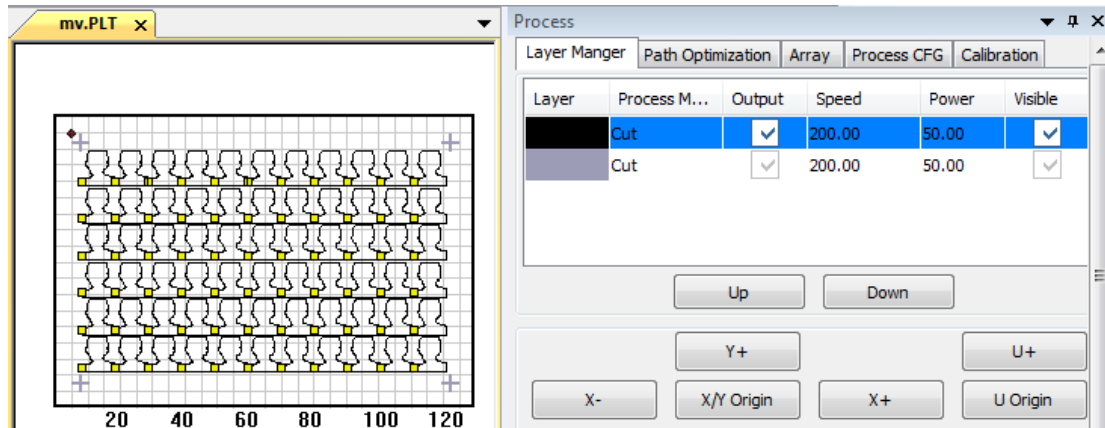 mv.PLT x
Process
Layer Manger Path Optimization Array Process CFG Calibration
Layer Process M... Output Speed Power Visible
Cut 200.00 50.00
Cut 200.00 50.00
Up Down
Y+ U+
X- X/Y Origin X+ U Origin
20 40 60 80 100 120